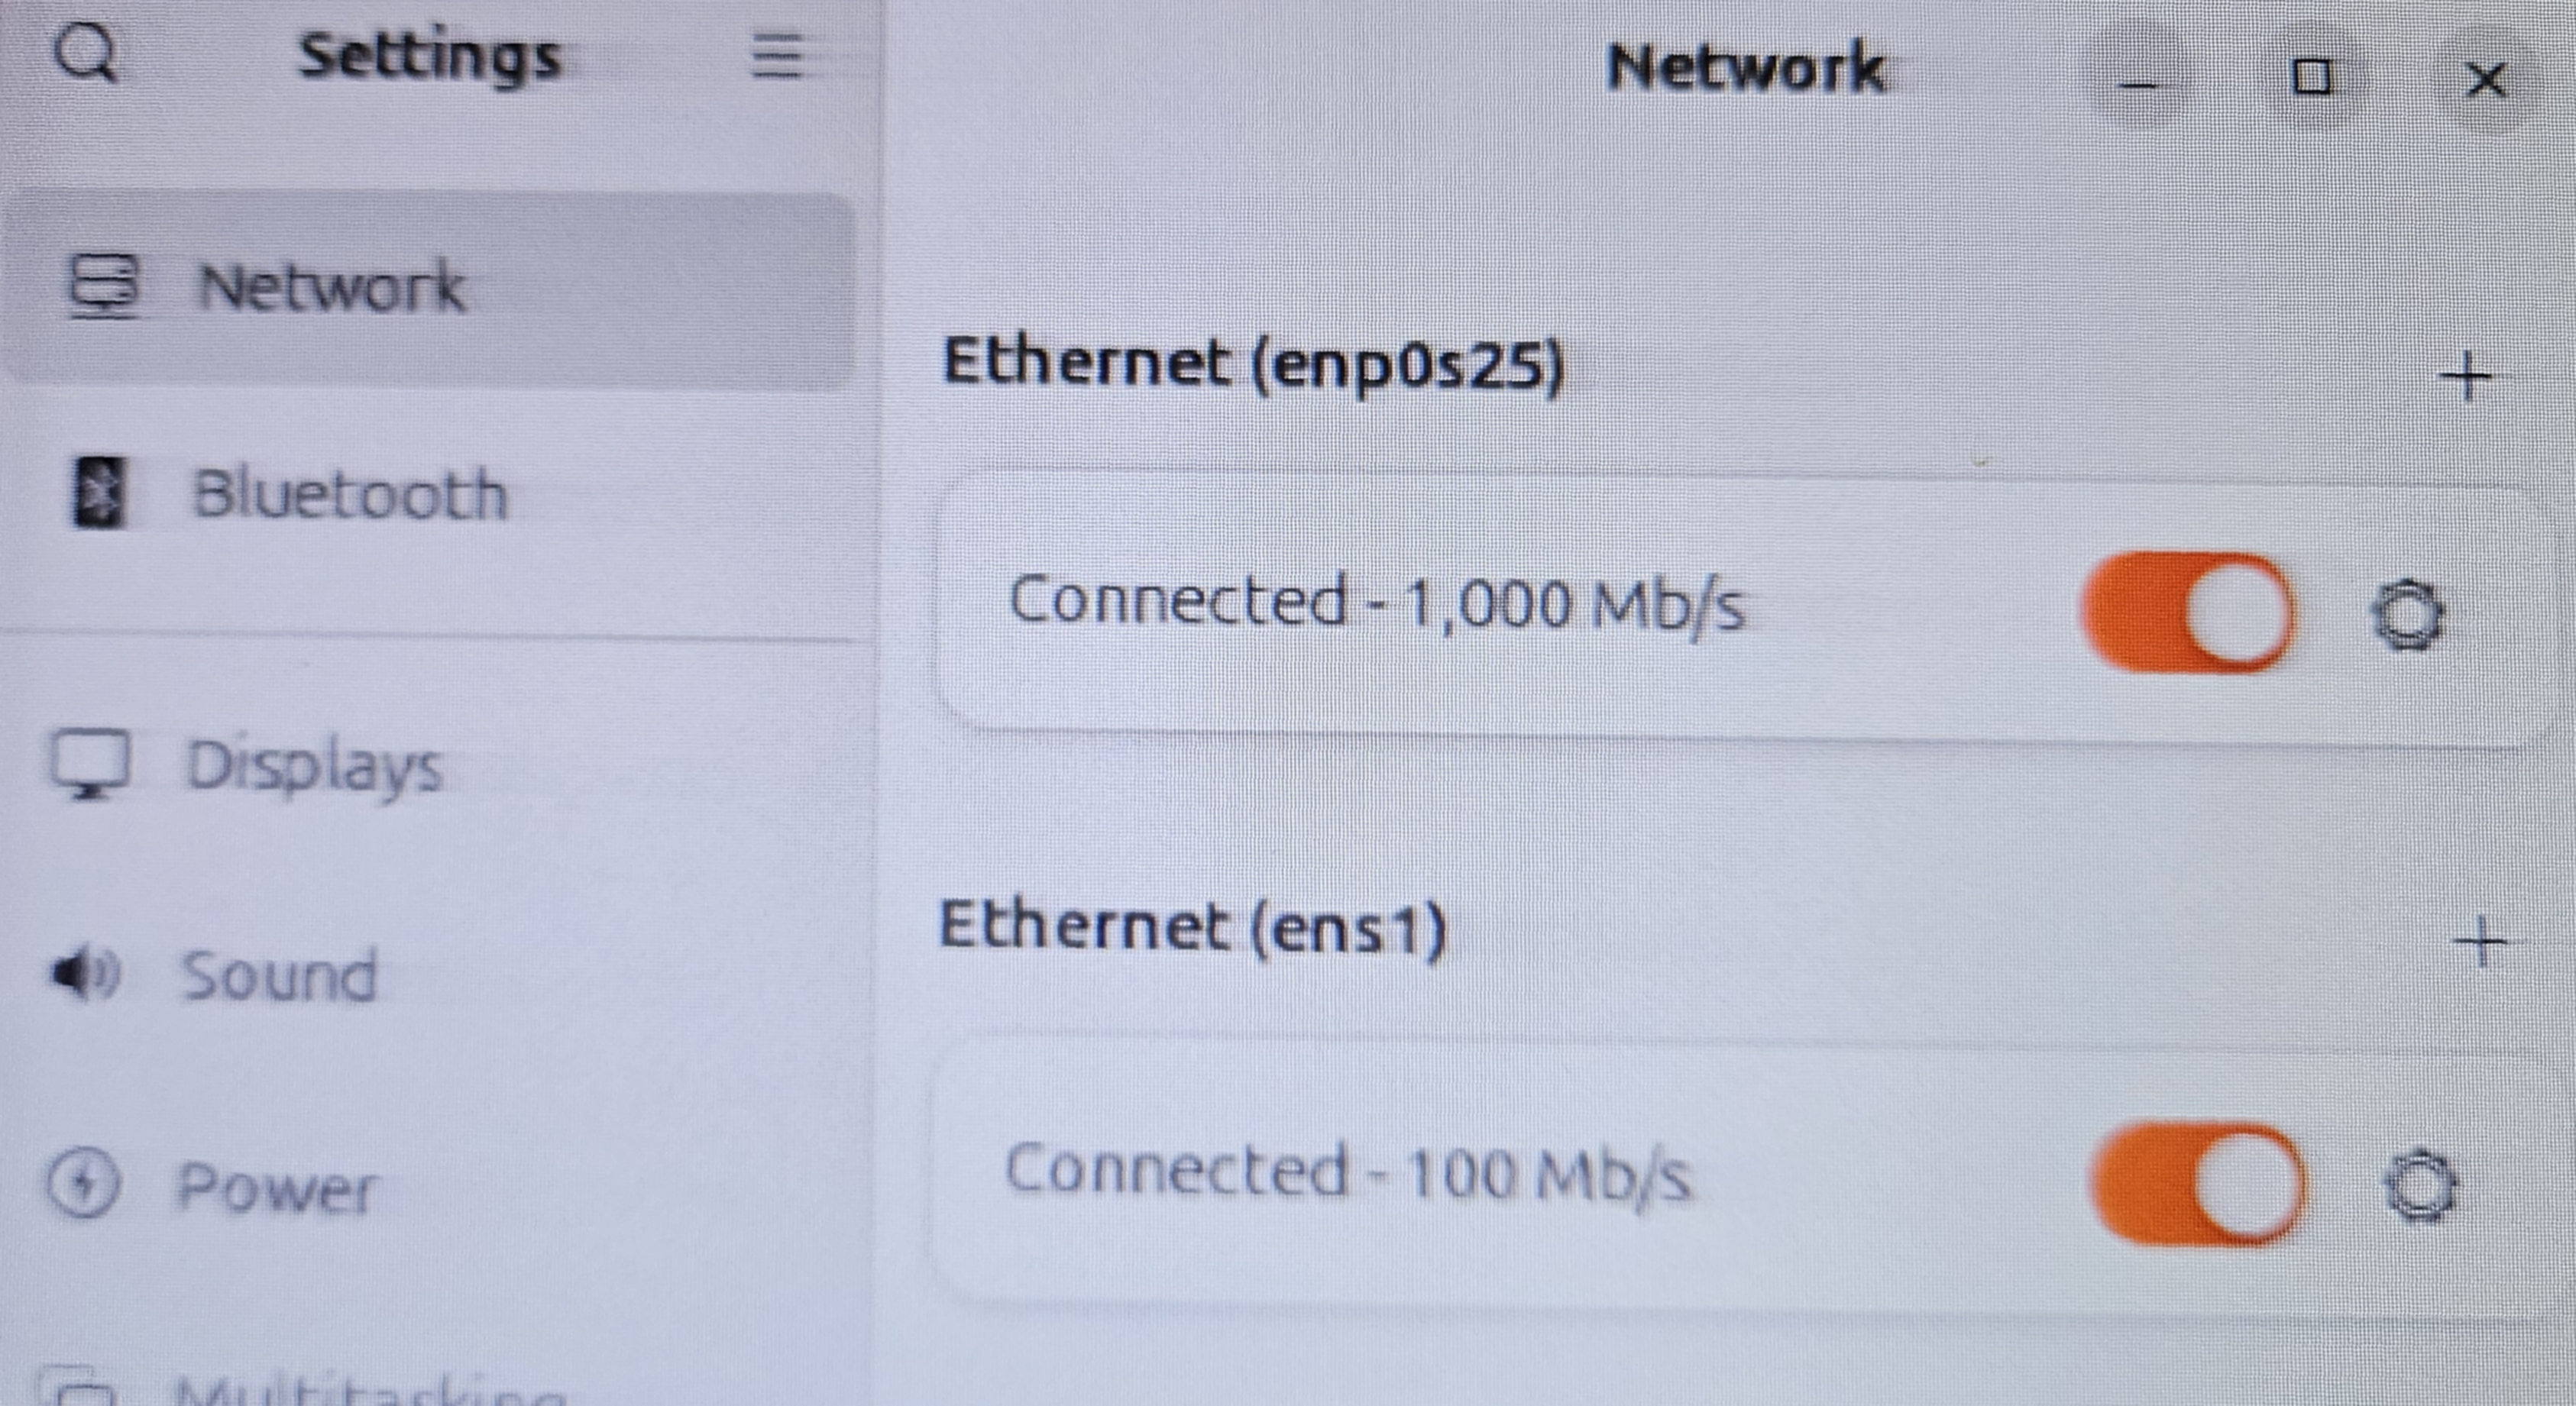 Settings
Network
Bluetooth
Displays
Sound
Power
Multitasking
Network
Ethernet (enp0s25)
Connected - 1,000 Mb/s
Ethernet (ens1)
Connected - 100 Mb/s